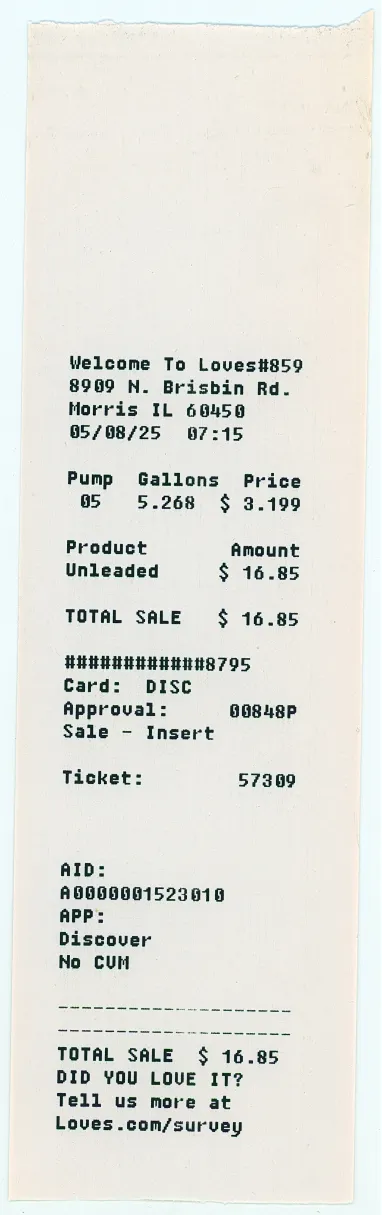 Welcome To Loves#859
8909 N. Brisbin Rd.
Morris IL 60450
05/08/25 07:15
Pump Gallons Price
05 5.268 $ 3.199
Product Amount
Unleaded $ 16.85
TOTAL SALE $ 16.85
############8795
Card: DISC
Approval: 00848P
Sale - Insert
Ticket: 57309
AID:
A0000001523010
APP:
Discover
No CVM
--------------------
--------------------
TOTAL SALE $ 16.85
DID YOU LOVE IT?
Tell us more at
Loves.com/survey